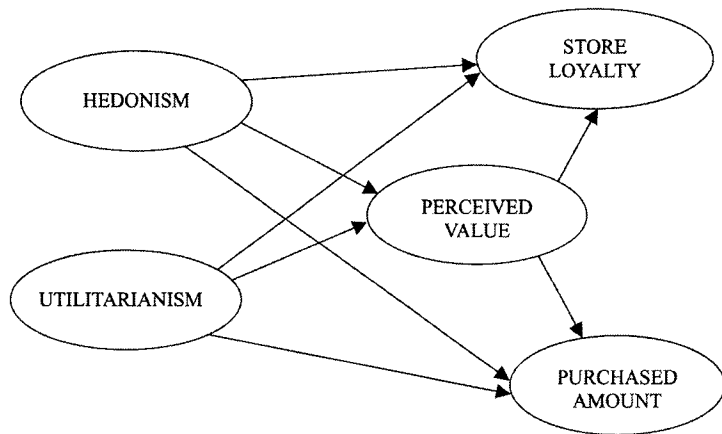 STORE
LOYALTY
HEDONISM
PERCEIVED
VALUE
UTILITARIANISM
PURCHASED
AMOUNT